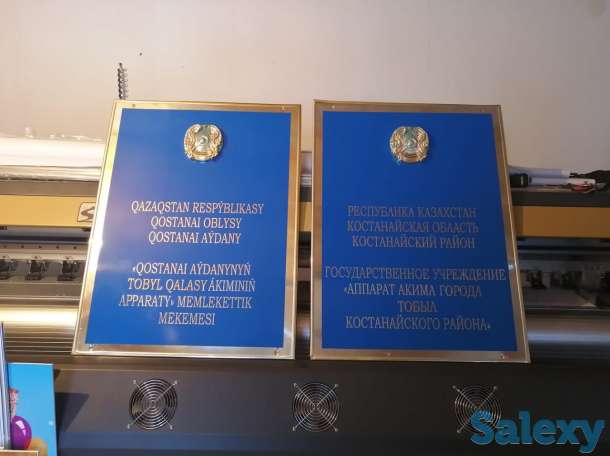 QAZAQSTAN RESPÝBLIKASY
QOSTANAI OBLYSY
QOSTANAI AÝDANY
«QOSTANAI AÝDANYNYŃ
TOBYL QALASY ÁKIMINIŃ
APPARATY» MEMLEKETTIK
MEKEMESI
РЕСПУБЛИКА КАЗАХСТАН
КОСТАНАЙСКАЯ ОБЛАСТЬ
КОСТАНАЙСКИЙ РАЙОН
ГОСУДАРСТВЕННОЕ УЧРЕЖДЕНИЕ
«АППАРАТ АКИМА ГОРОДА
ТОБЫЛ
КОСТАНАЙСКОГО РАЙОНА»
Salexy